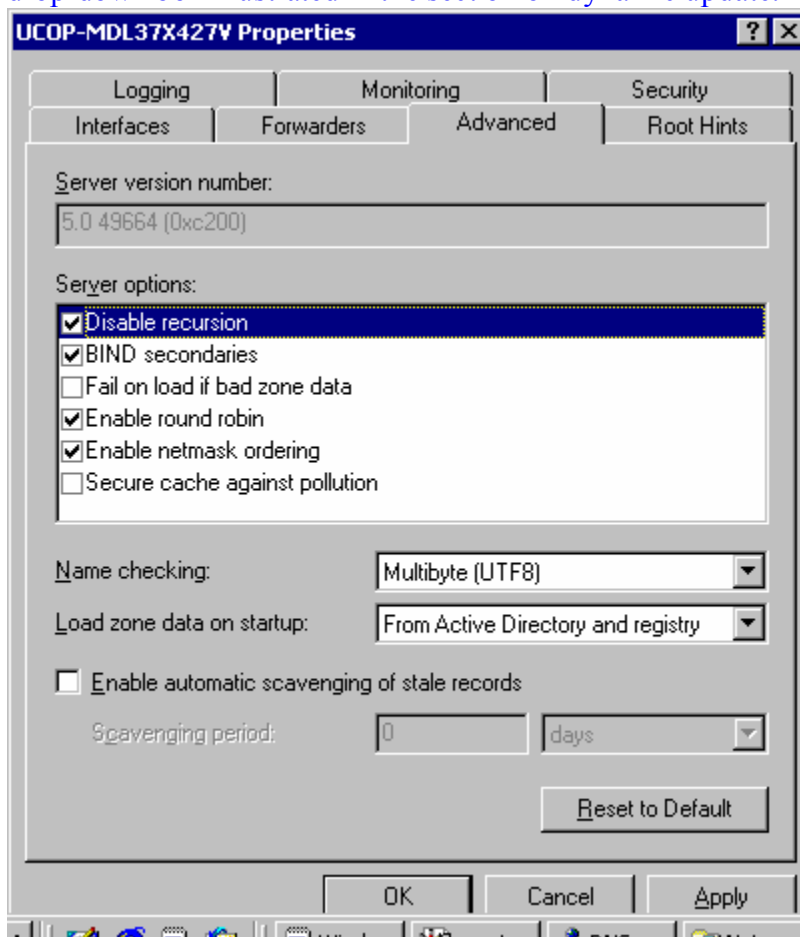 UCOP-MDL37X427V Properties
Logging Monitoring Security
Interfaces Forwarders Advanced Root Hints
Server version number:
5.0 49664 (0xc200)
Server options:
Disable recursion
BIND secondaries
Fail on load if bad zone data
Enable round robin
Enable netmask ordering
Secure cache against pollution
Name checking: Multibyte (UTF8)
Load zone data on startup: From Active Directory and registry
Enable automatic scavenging of stale records
Scavenging period: 0 days
Reset to Default
OK Cancel Apply